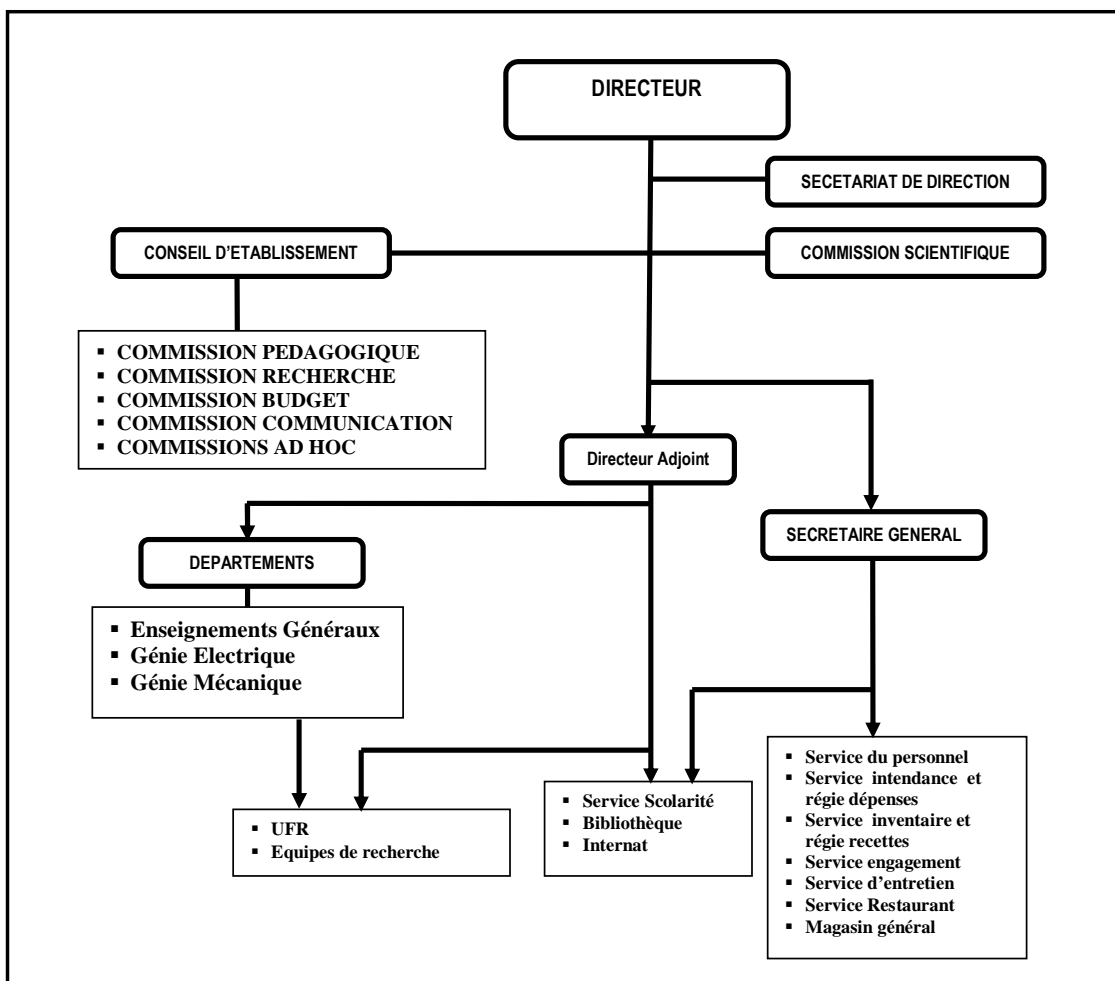 DIRECTEUR
SÉCETARIAT DE DIRECTION
CONSEIL D'ETABLISSEMENT
COMMISSION SCIENTIFIQUE
▪ COMMISSION PEDAGOGIQUE
▪ COMMISSION RECHERCHE
▪ COMMISSION BUDGET
▪ COMMISSION COMMUNICATION
▪ COMMISSIONS AD HOC
Directeur Adjoint
SECRETAIRE GENERAL
DEPARTEMENTS
▪ Enseignements Généraux
▪ Génie Electrique
▪ Génie Mécanique
▪ UFR
▪ Equipes de recherche
▪ Service Scolarité
▪ Bibliothèque
▪ Internat
▪ Service du personnel
▪ Service intendance et
régie dépenses
▪ Service inventaire et
régie recettes
▪ Service engagement
▪ Service d'entretien
▪ Service Restaurant
▪ Magasin général